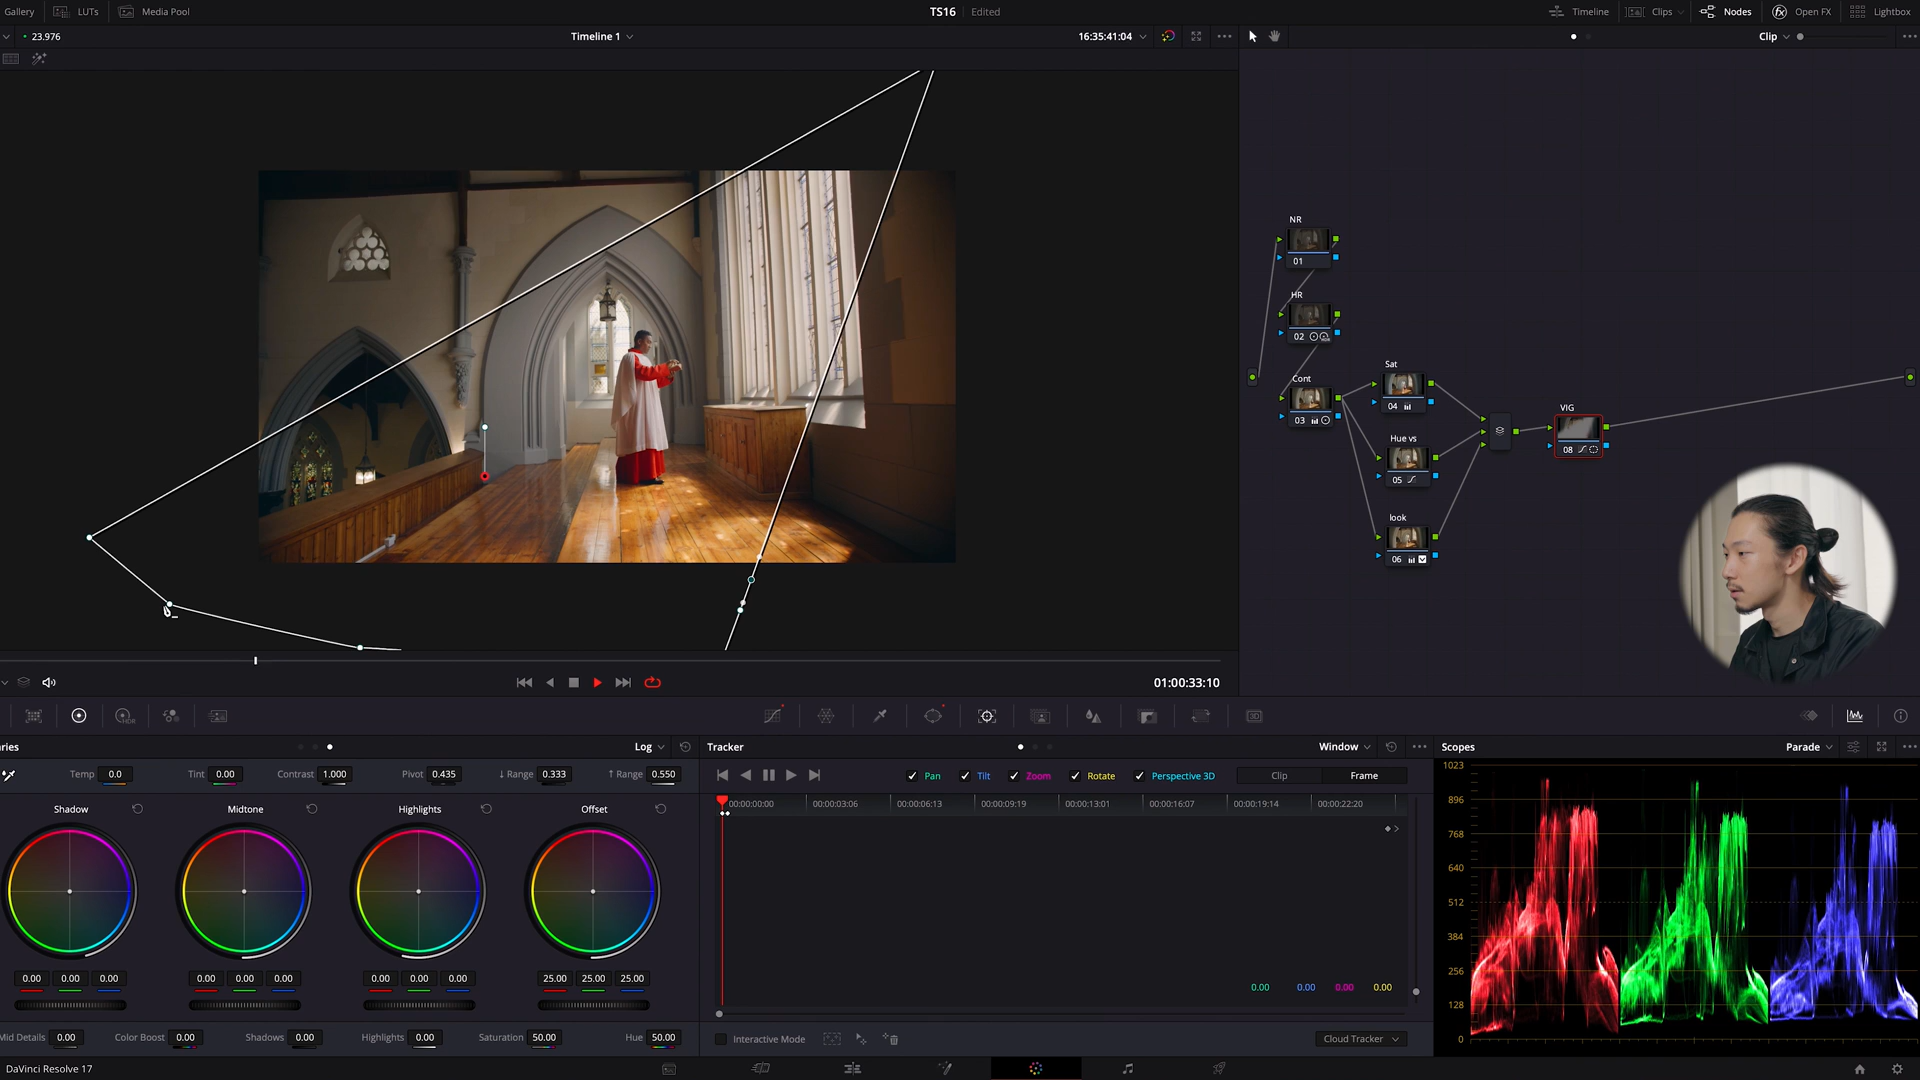 Gallery LUTs Media Pool TS16 Edited Timeline Clips Nodes Open FX Lightbox
23.976 Timeline 1 16:35:41:04 Clip
NR
01
HR
02
Cont
03
Sat
04
Hue vs
05
look
06
VIG
08
01:00:33:10
ries Log
Temp 0.0 Tint 0.00 Contrast 1.000 Pivot 0.435 ↓ Range 0.333 ↑ Range 0.550
Shadow Midtone Highlights Offset
0.00 0.00 0.00 0.00 0.00 0.00 0.00 0.00 0.00 25.00 25.00 25.00
Mid Details 0.00 Color Boost 0.00 Shadows 0.00 Highlights 0.00 Saturation 50.00 Hue 50.00
Tracker Window
Pan Tilt Zoom Rotate Perspective 3D Clip Frame
00:00:00:00 00:00:03:06 00:00:06:13 00:00:09:19 00:00:13:01 00:00:16:07 00:00:19:14 00:00:22:20
0.00 0.00 0.00 0.00
Interactive Mode Cloud Tracker
Scopes Parade
1023
896
768
640
512
384
256
128
0
3D
DaVinci Resolve 17